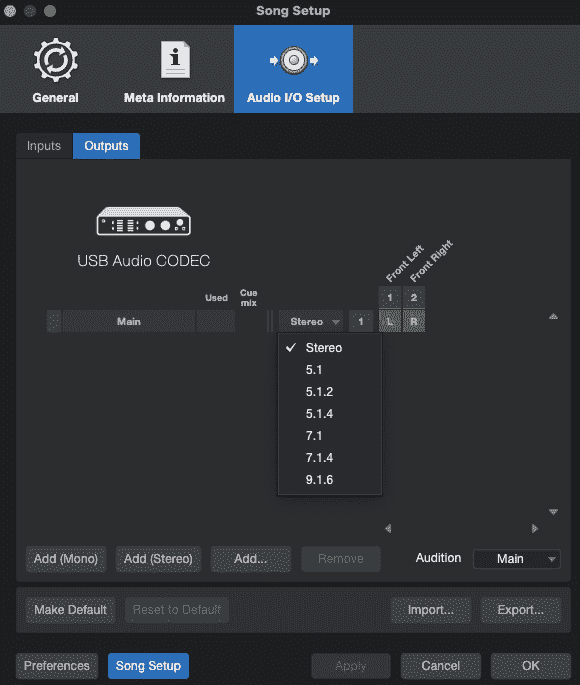 Song Setup
General
Meta Information
Audio I/O Setup
Inputs
Outputs
USB Audio CODEC
Front Left
Front Right
Used
Cue
mix
1
2
Main
Stereo
1
L
R
Stereo
5.1
5.1.2
5.1.4
7.1
7.1.4
9.1.6
Add (Mono)
Add (Stereo)
Add...
Remove
Audition
Main
Make Default
Reset to Default
Import...
Export...
Preferences
Song Setup
Apply
Cancel
OK